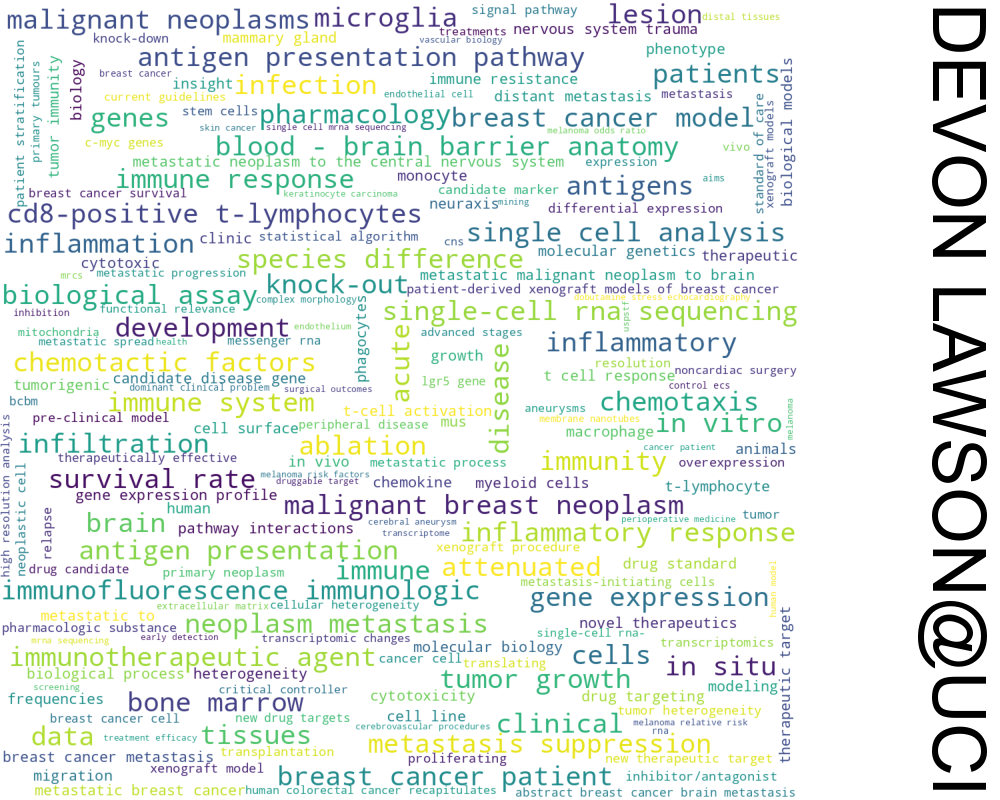 malignant neoplasms microglia signal pathway lesion distal tissues
knock-down mammary gland treatments nervous system trauma
vascular biology phenotype
antigen presentation pathway
breast cancer insight infection immune resistance patients
current guidelines endothelial cell distant metastasis metastasis
patient stratification
primary tumours
tumor immunity
biology
genes stem cells pharmacology breast cancer model
skin cancer single cell mrna sequencing melanoma odds ratio
c-myc genes blood - brain barrier anatomy vivo
standard of care
xenograft models
biological models
metastatic neoplasm to the central nervous system expression
immune response monocyte antigens aims
breast cancer survival keratinocyte carcinoma candidate marker
neuraxis mining differential expression
cd8-positive t-lymphocytes
inflammation clinic statistical algorithm cns single cell analysis
cytotoxic species difference molecular genetics therapeutic
mrcs metastatic progression knock-out metastatic malignant neoplasm to brain
biological assay complex morphology patient-derived xenograft models of breast cancer
dobutamine stress echocardiography
inhibition functional relevance single-cell rna sequencing
uspstf
phagocytes
acute
disease
mitochondria development endothelium advanced stages inflammatory
metastatic spread health messenger rna
chemotactic factors growth resolution
candidate disease gene t cell response noncardiac surgery
tumorigenic dominant clinical problem surgical outcomes lgr5 gene control ecs
bcbm immune system t-cell activation aneurysms chemotaxis
melanoma
pre-clinical model cell surface peripheral disease mus membrane nanotubes in vitro
macrophage
infiltration ablation cancer patient animals
high resolution analysis
neoplastic cell
relapse
therapeutically effective in vivo metastatic process immunity overexpression
survival rate melanoma risk factors
druggable target chemokine myeloid cells t-lymphocyte
gene expression profile malignant breast neoplasm
human perioperative medicine tumor
brain pathway interactions cerebral aneurysm
transcriptome inflammatory response
antigen presentation xenograft procedure
drug candidate primary neoplasm immune attenuated drug standard
metastasis-initiating cells
human model
immunofluorescence immunologic gene expression
extracellular matrix cellular heterogeneity
metastatic to
pharmacologic substance neoplasm metastasis novel therapeutics
mrna sequencing early detection transcriptomic changes single-cell rna-
molecular biology transcriptomics
immunotherapeutic agent cancer cell translating cells in situ
therapeutic target
biological process heterogeneity tumor growth
screening critical controller modeling
frequencies bone marrow cytotoxicity drug targeting
tumor heterogeneity
breast cancer cell new drug targets cell line melanoma relative risk
cerebrovascular procedures clinical rna
data treatment efficacy tissues metastasis suppression
breast cancer metastasis transplantation proliferating new therapeutic target
xenograft model
migration breast cancer patient inhibitor/antagonist
metastatic breast cancer human colorectal cancer recapitulates abstract breast cancer brain metastasis
DEVON LAWSON@UCI